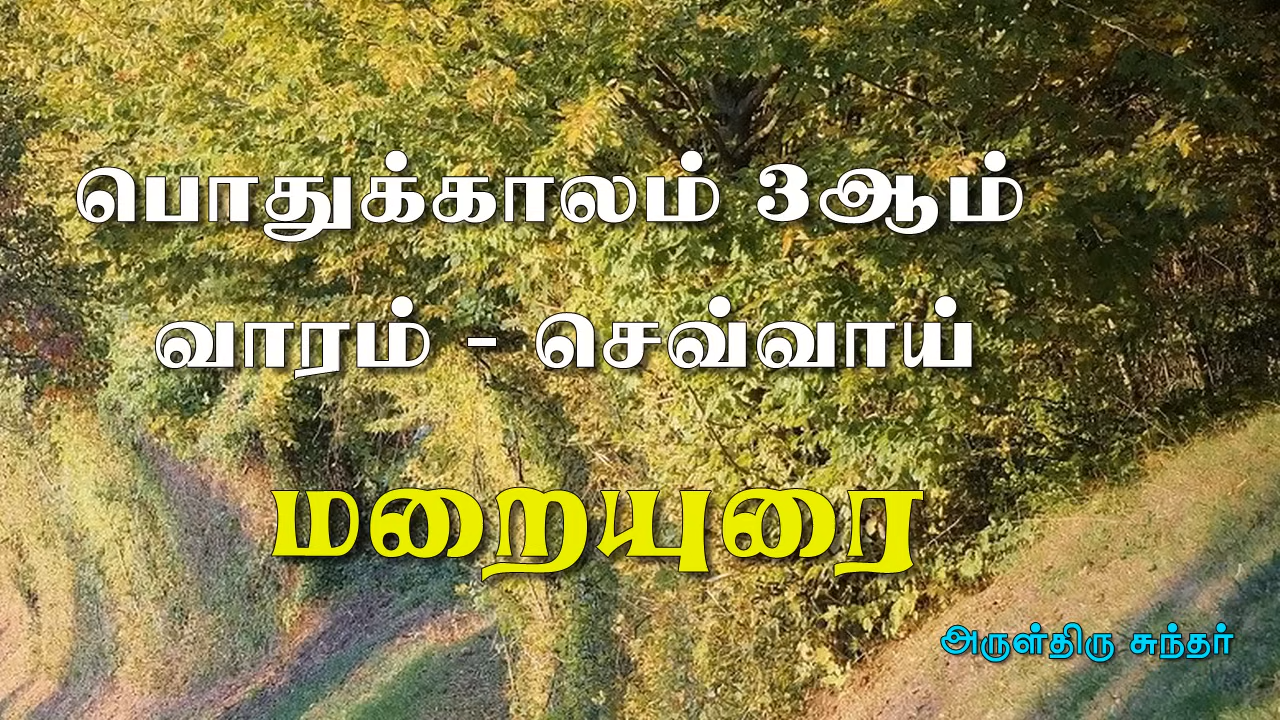 பொதுக்காலம் 3ஆம்
வாரம் - செவ்வாய்
மறையுரை
அருள்திரு சுந்தர்